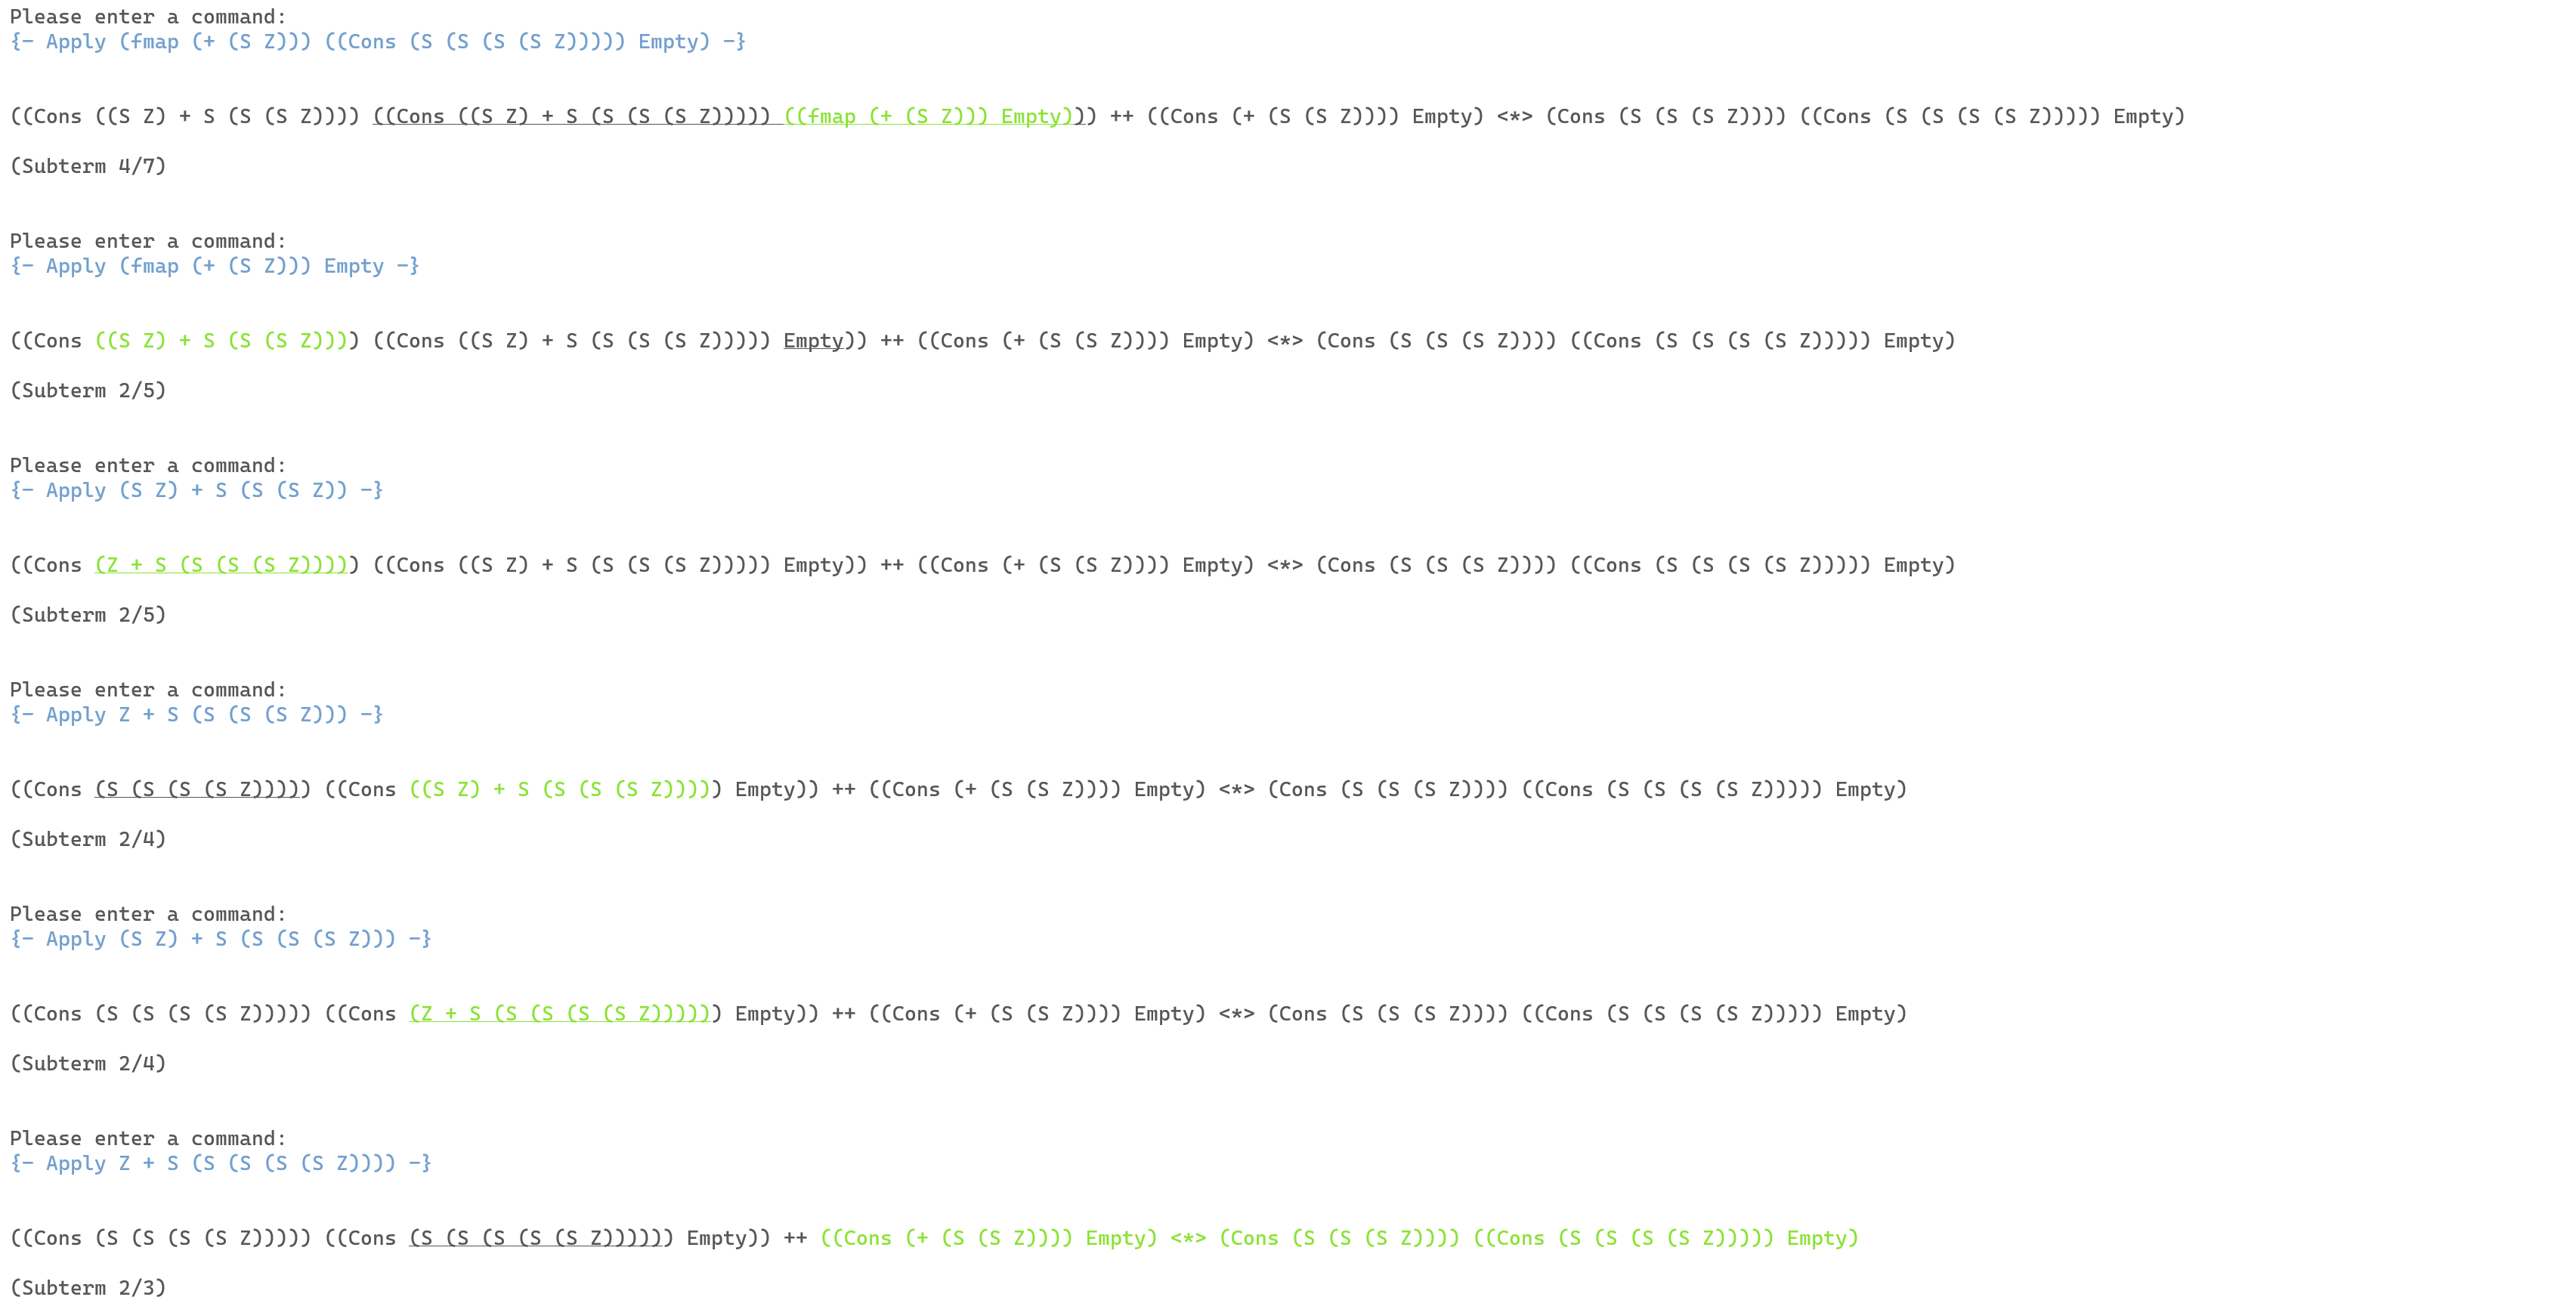 Please enter a command:
{- Apply (fmap (+ (S Z))) ((Cons (S (S (S (S Z))))) Empty) -}
((Cons ((S Z) + S (S (S Z)))) ((Cons ((S Z) + S (S (S (S Z))))) ((fmap (+ (S Z))) Empty))) ++ ((Cons (+ (S (S Z)))) Empty) <*> (Cons (S (S (S Z)))) ((Cons (S (S (S (S Z))))) Empty)
(Subterm 4/7)
Please enter a command:
{- Apply (fmap (+ (S Z))) Empty -}
((Cons ((S Z) + S (S (S Z)))) ((Cons ((S Z) + S (S (S (S Z))))) Empty)) ++ ((Cons (+ (S (S Z)))) Empty) <*> (Cons (S (S (S Z)))) ((Cons (S (S (S (S Z))))) Empty)
(Subterm 2/5)
Please enter a command:
{- Apply (S Z) + S (S (S Z)) -}
((Cons (Z + S (S (S (S Z))))) ((Cons ((S Z) + S (S (S (S Z))))) Empty)) ++ ((Cons (+ (S (S Z)))) Empty) <*> (Cons (S (S (S Z)))) ((Cons (S (S (S (S Z))))) Empty)
(Subterm 2/5)
Please enter a command:
{- Apply Z + S (S (S (S Z))) -}
((Cons (S (S (S (S Z))))) ((Cons ((S Z) + S (S (S (S Z))))) Empty)) ++ ((Cons (+ (S (S Z)))) Empty) <*> (Cons (S (S (S Z)))) ((Cons (S (S (S (S Z))))) Empty)
(Subterm 2/4)
Please enter a command:
{- Apply (S Z) + S (S (S (S Z))) -}
((Cons (S (S (S (S Z))))) ((Cons (Z + S (S (S (S (S Z)))))) Empty)) ++ ((Cons (+ (S (S Z)))) Empty) <*> (Cons (S (S (S Z)))) ((Cons (S (S (S (S Z))))) Empty)
(Subterm 2/4)
Please enter a command:
{- Apply Z + S (S (S (S (S Z)))) -}
((Cons (S (S (S (S Z))))) ((Cons (S (S (S (S (S Z)))))) Empty)) ++ ((Cons (+ (S (S Z)))) Empty) <*> (Cons (S (S (S Z)))) ((Cons (S (S (S (S Z))))) Empty)
(Subterm 2/3)